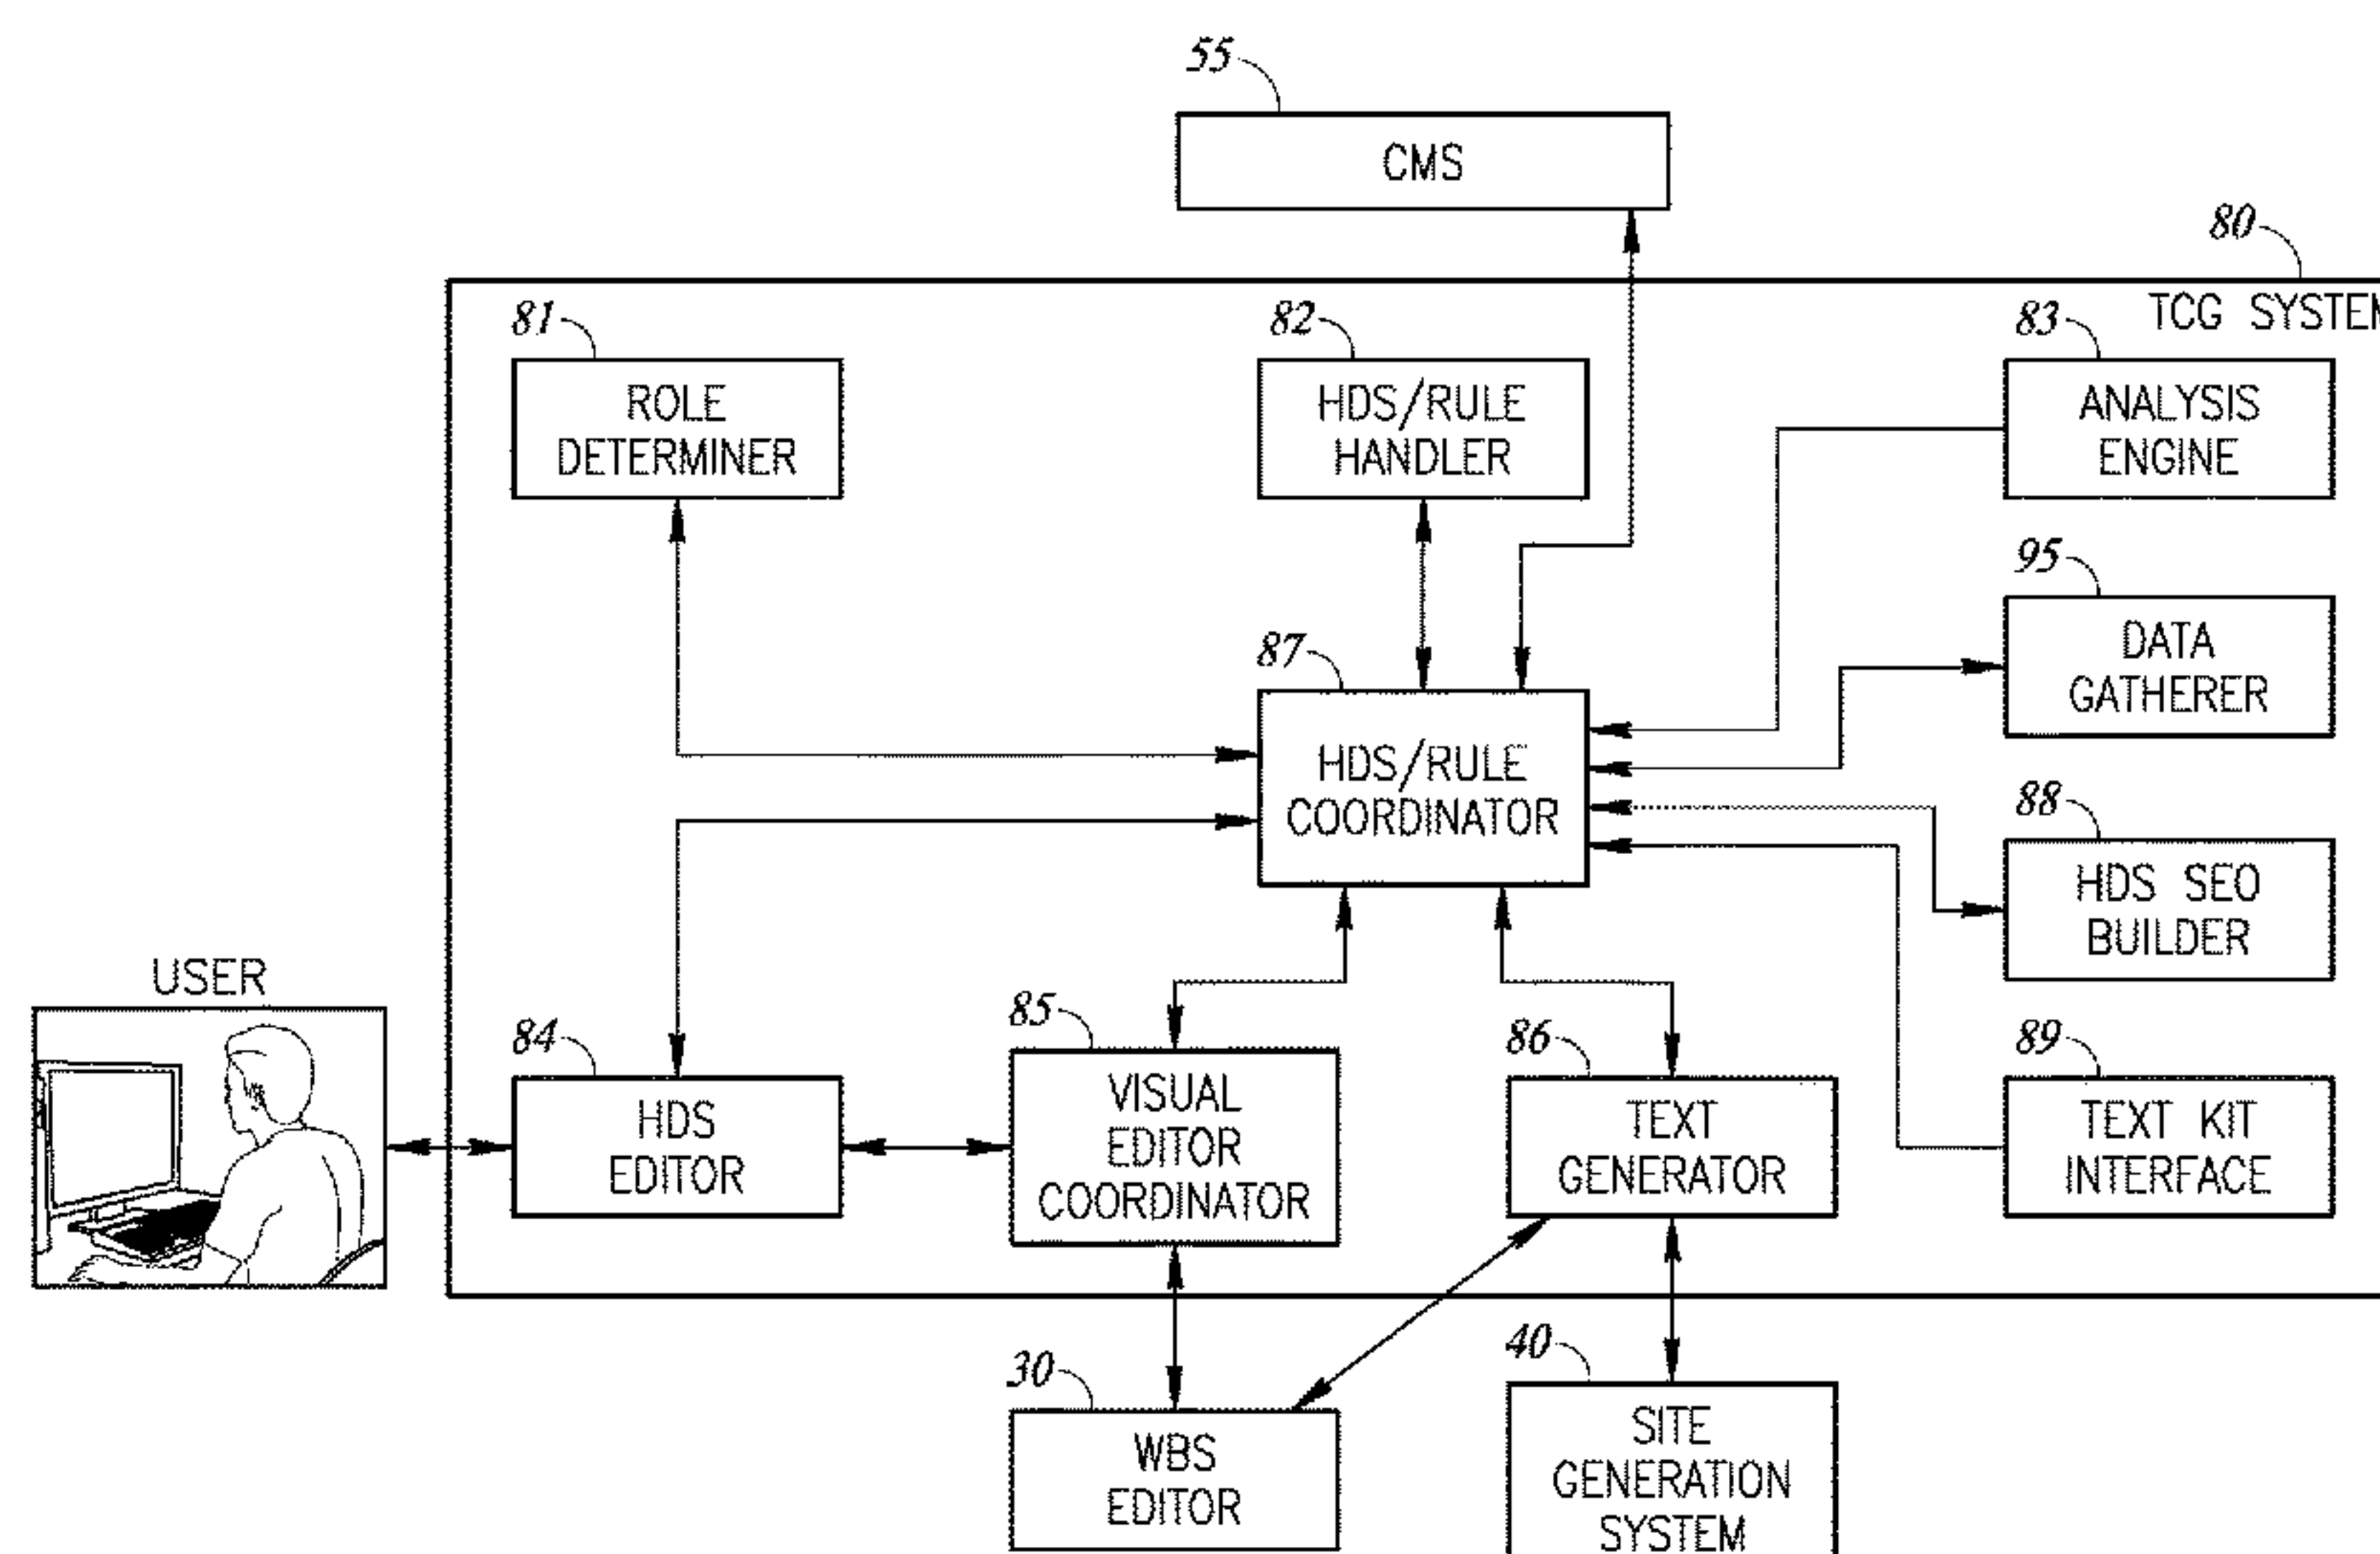 55
CMS
80
TCG SYSTEM
81
ROLE
DETERMINER
82
HDS/RULE
HANDLER
83
ANALYSIS
ENGINE
95
DATA
GATHERER
87
HDS/RULE
COORDINATOR
88
HDS SEO
BUILDER
USER
84
HDS
EDITOR
85
VISUAL
EDITOR
COORDINATOR
86
TEXT
GENERATOR
89
TEXT KIT
INTERFACE
30
WBS
EDITOR
40
SITE
GENERATION
SYSTEM